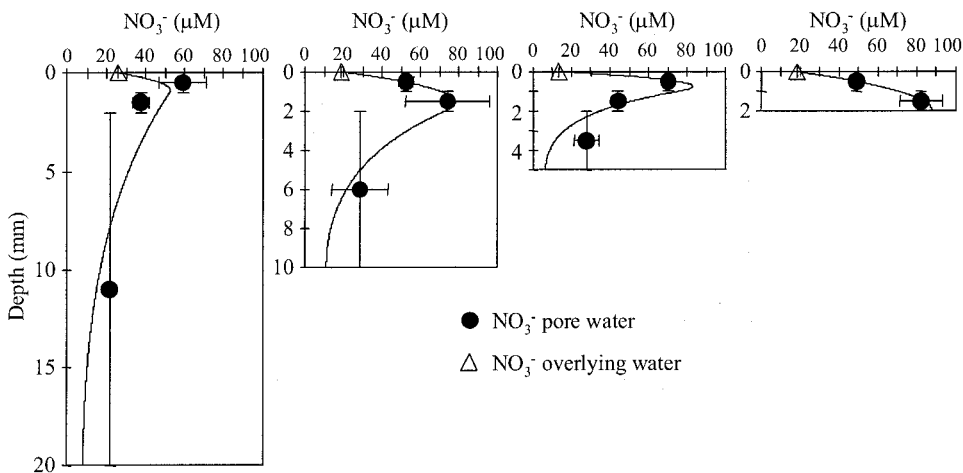 NO₃⁻ (μM) NO₃⁻ (μM) NO₃⁻ (μM) NO₃⁻ (μM)
0 20 40 60 80 100 0 20 40 60 80 100 0 20 40 60 80 100 0 20 40 60 80 100
0 0 0 0
2 2 2
4 4
5
6
8
10 10
15
20
Depth (mm)
NO₃⁻ pore water
NO₃⁻ overlying water